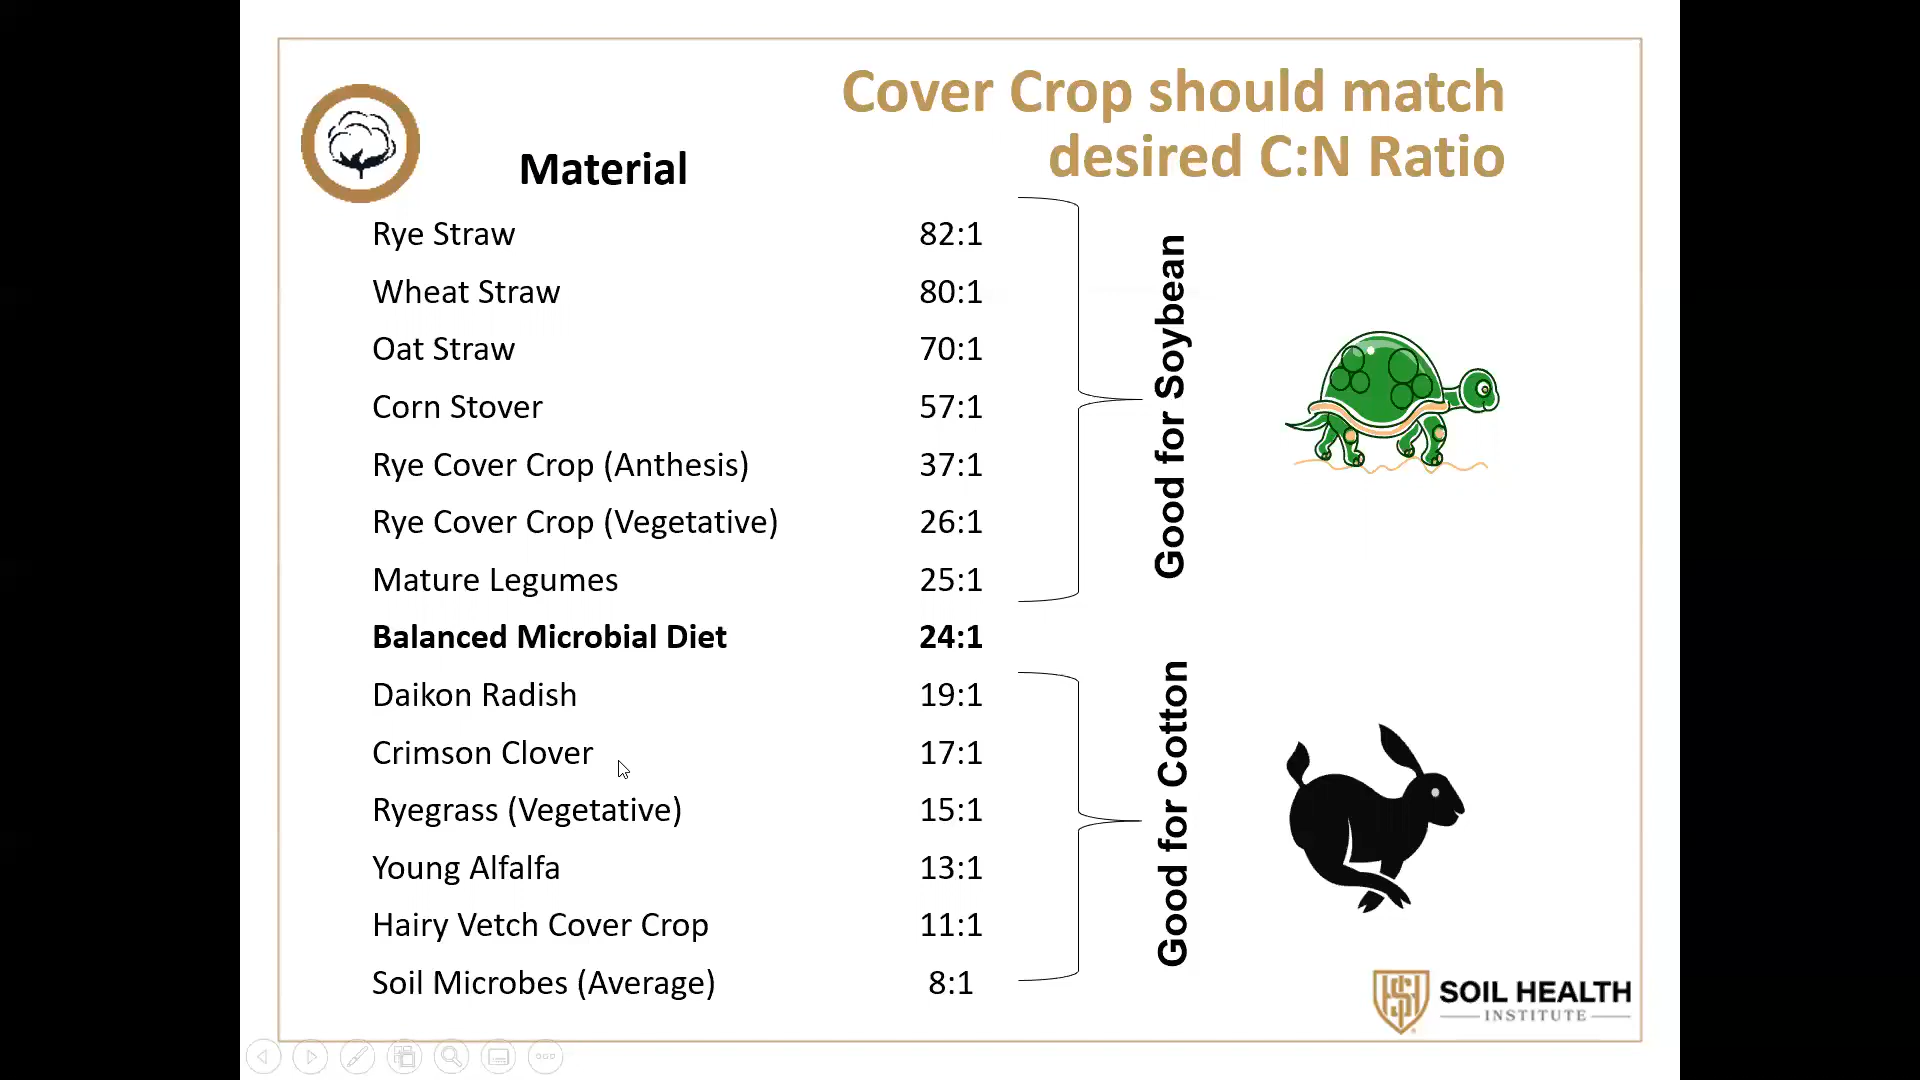 Cover Crop should match
desired C:N Ratio
Material
Rye Straw 82:1
Wheat Straw 80:1
Oat Straw 70:1
Corn Stover 57:1
Rye Cover Crop (Anthesis) 37:1
Rye Cover Crop (Vegetative) 26:1
Mature Legumes 25:1
Balanced Microbial Diet 24:1
Daikon Radish 19:1
Crimson Clover 17:1
Ryegrass (Vegetative) 15:1
Young Alfalfa 13:1
Hairy Vetch Cover Crop 11:1
Soil Microbes (Average) 8:1
Good for Soybean
Good for Cotton
SOIL HEALTH
INSTITUTE